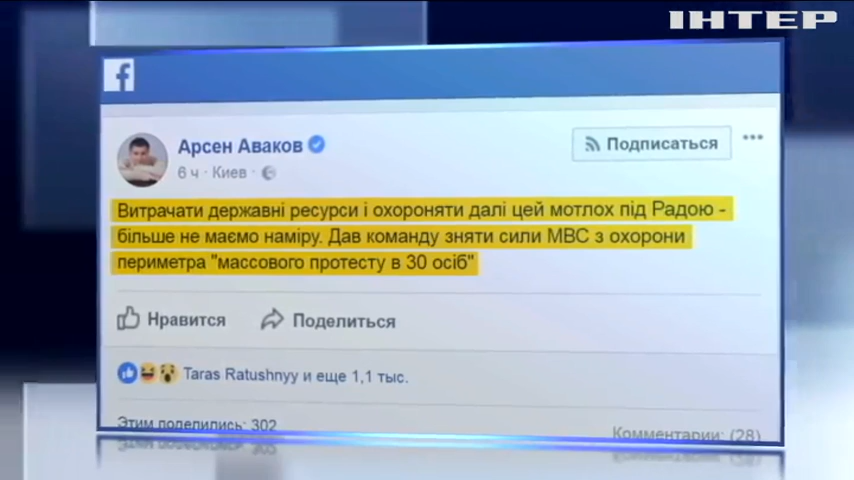 ІНТЕР
f
Арсен Аваков
6 ч · Киев ·
Подписаться
Витрачати державні ресурси і охороняти далі цей мотлох під Радою -
більше не маємо наміру. Дав команду зняти сили МВС з охорони
периметра "массового протесту в 30 осіб"
Нравится Поделиться
Taras Ratushnyy и еще 1,1 тыс.
Этим поделились: 302
Комментарии: (28)